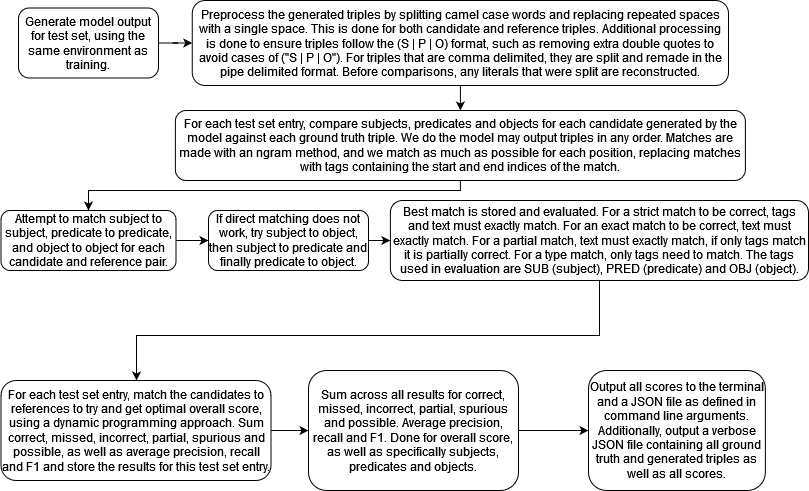 Generate model output
for test set, using the
same environment as
training.
Preprocess the generated triples by splitting camel case words and replacing repeated spaces
with a single space. This is done for both candidate and reference triples. Additional processing
is done to ensure triples follow the (S | P | O) format, such as removing extra double quotes to
avoid cases of ("S | P | O"). For triples that are comma delimited, they are split and remade in the
pipe delimited format. Before comparisons, any literals that were split are reconstructed.
For each test set entry, compare subjects, predicates and objects for each candidate generated by the
model against each ground truth triple. We do the model may output triples in any order. Matches are
made with an ngram method, and we match as much as possible for each position, replacing matches
with tags containing the start and end indices of the match.
Attempt to match subject to
subject, predicate to predicate,
and object to object for each
candidate and reference pair.
If direct matching does not
work, try subject to object,
then subject to predicate and
finally predicate to object.
Best match is stored and evaluated. For a strict match to be correct, tags
and text must exactly match. For an exact match to be correct, text must
exactly match. For a partial match, text must exactly match, if only tags match
it is partially correct. For a type match, only tags need to match. The tags
used in evaluation are SUB (subject), PRED (predicate) and OBJ (object).
For each test set entry, match the candidates to
references to try and get optimal overall score,
using a dynamic programming approach. Sum
correct, missed, incorrect, partial, spurious and
possible, as well as average precision, recall
and F1 and store the results for this test set entry.
Sum across all results for correct,
missed, incorrect, partial, spurious
and possible. Average precision,
recall and F1. Done for overall score,
as well as specifically subjects,
predicates and objects.
Output all scores to the terminal
and a JSON file as defined in
command line arguments.
Additionally, output a verbose
JSON file containing all ground
truth and generated triples as
well as all scores.